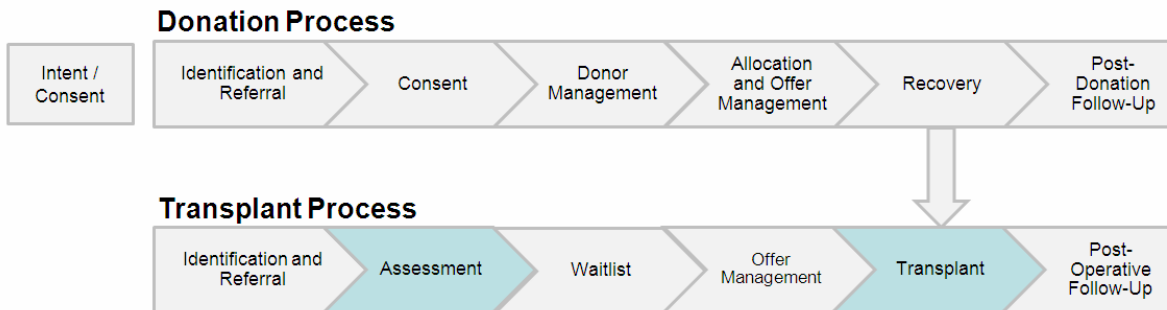 Donation Process
Intent /
Consent
Identification and
Referral
Consent
Donor
Management
Allocation
and Offer
Management
Recovery
Post-
Donation
Follow-Up
Transplant Process
Identification and
Referral
Assessment
Waitlist
Offer
Management
Transplant
Post-
Operative
Follow-Up